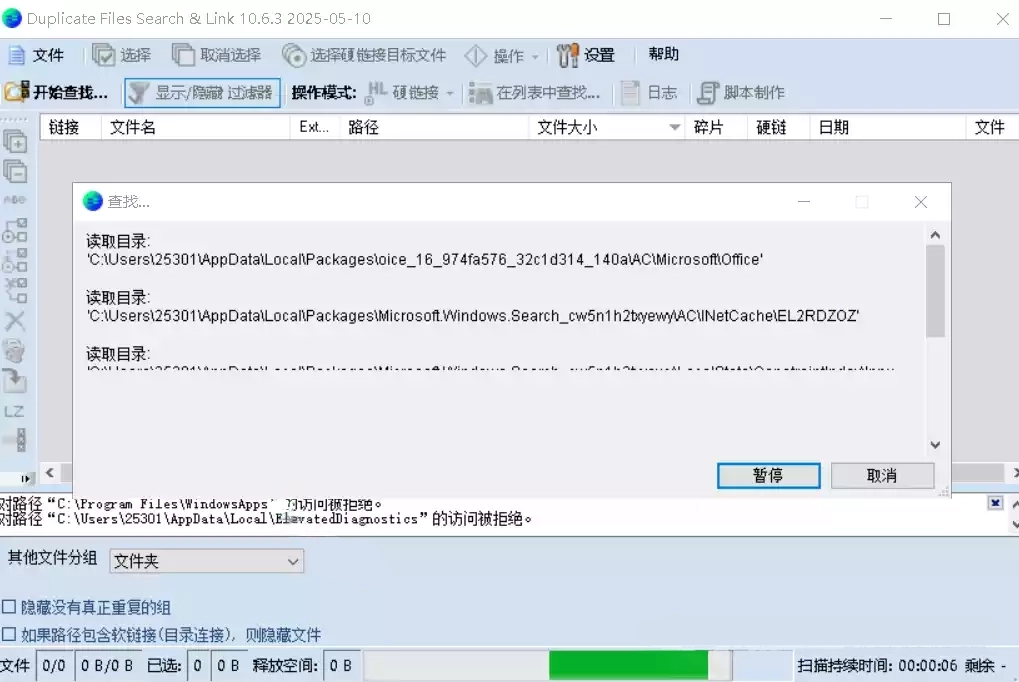 Duplicate Files Search & Link 10.6.3 2025-05-10
文件 选择 取消选择 选择硬链接目标文件 操作 设置 帮助
开始查找... 显示/隐藏 过滤器 操作模式: HL 硬链接 在列表中查找... 日志 脚本制作
链接 文件名 Ext... 路径 文件大小 碎片 硬链 日期 文件
查找...
读取目录:
'C:\Users\25301\AppData\Local\Packages\oice_16_974fa576_32c1d314_140a\AC\Microsoft\Office'
读取目录:
'C:\Users\25301\AppData\Local\Packages\Microsoft.Windows.Search_cw5n1h2txyewy\AC\INetCache\EL2RDZOZ'
读取目录:
LZ
暂停 取消
对路径“C:\Program Files\WindowsApps”的访问被拒绝。
对路径“C:\Users\25301\AppData\Local\ElevatedDiagnostics”的访问被拒绝。
其他文件分组 文件夹
隐藏没有真正重复的组
如果路径包含软链接(目录连接),则隐藏文件
文件 0/0 0 B/0 B 已选: 0 0 B 释放空间: 0 B 扫描持续时间: 00:00:06 剩余 -